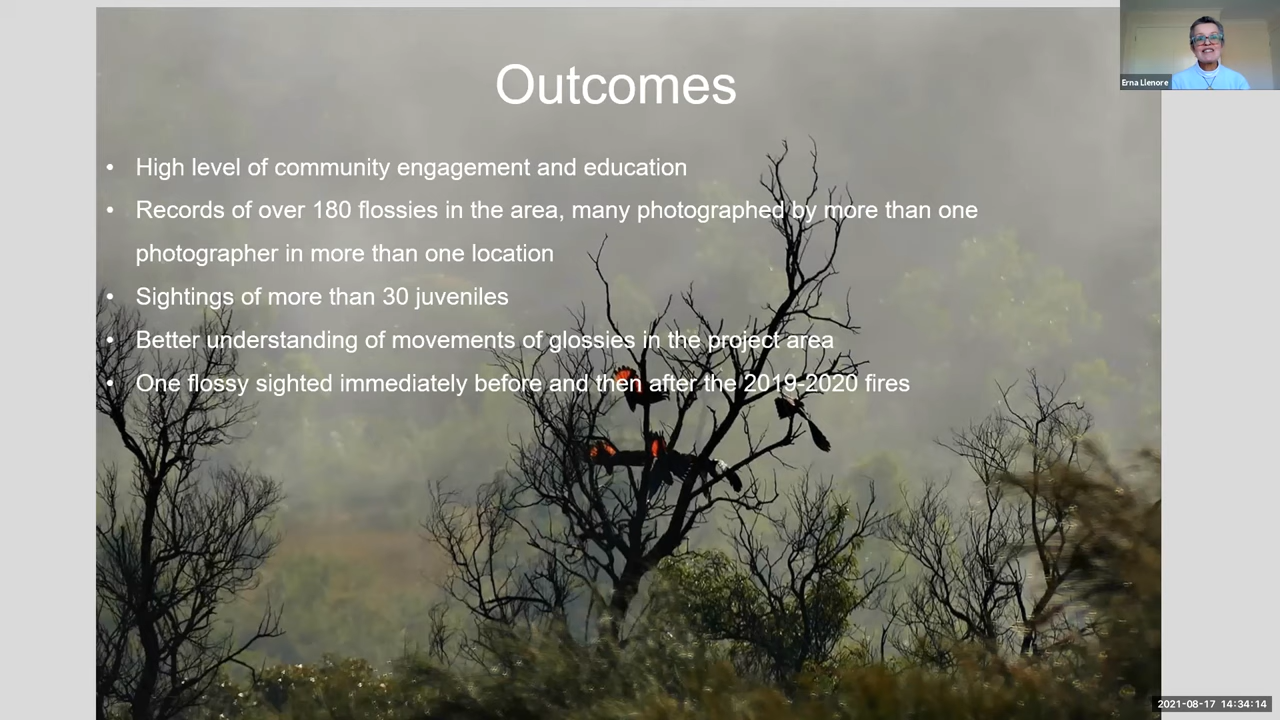 Outcomes
• High level of community engagement and education
• Records of over 180 flossies in the area, many photographed by more than one
photographer in more than one location
• Sightings of more than 30 juveniles
• Better understanding of movements of glossies in the project area
• One flossy sighted immediately before and then after the 2019-2020 fires
Erna Llenore
2021-08-17 14:34:14